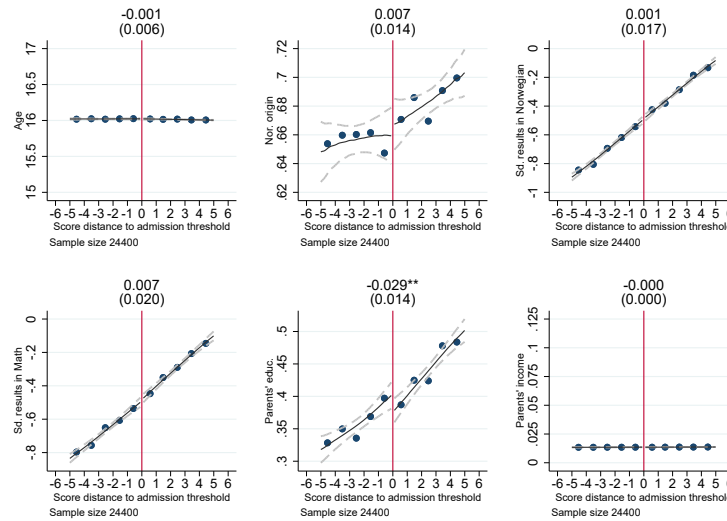 -0.001
(0.006)
Age
17
16.5
16
15.5
15
-6 -5 -4 -3 -2 -1 0 1 2 3 4 5 6
Score distance to admission threshold
Sample size 24400
0.007
(0.014)
Nor. origin
.72
.7
.68
.66
.64
.62
-6 -5 -4 -3 -2 -1 0 1 2 3 4 5 6
Score distance to admission threshold
Sample size 24400
0.001
(0.017)
Sd. results in Norwegian
0
-.2
-.4
-.6
-.8
-1
-6 -5 -4 -3 -2 -1 0 1 2 3 4 5 6
Score distance to admission threshold
Sample size 24400
0.007
(0.020)
Sd. results in Math
0
-.2
-.4
-.6
-.8
-6 -5 -4 -3 -2 -1 0 1 2 3 4 5 6
Score distance to admission threshold
Sample size 24400
-0.029**
(0.014)
Parents' educ.
.5
.45
.4
.35
.3
-6 -5 -4 -3 -2 -1 0 1 2 3 4 5 6
Score distance to admission threshold
Sample size 24400
-0.000
(0.000)
Parents' income
.125
.1
.075
.05
.025
0
-6 -5 -4 -3 -2 -1 0 1 2 3 4 5 6
Score distance to admission threshold
Sample size 24400